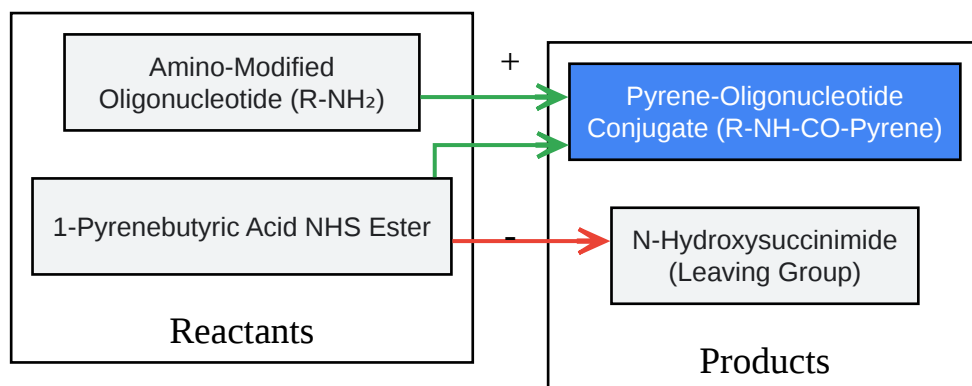 Amino-Modified
Oligonucleotide (R-NH₂)
+
Pyrene-Oligonucleotide
Conjugate (R-NH-CO-Pyrene)
1-Pyrenebutyric Acid NHS Ester
-
N-Hydroxysuccinimide
(Leaving Group)
Reactants
Products